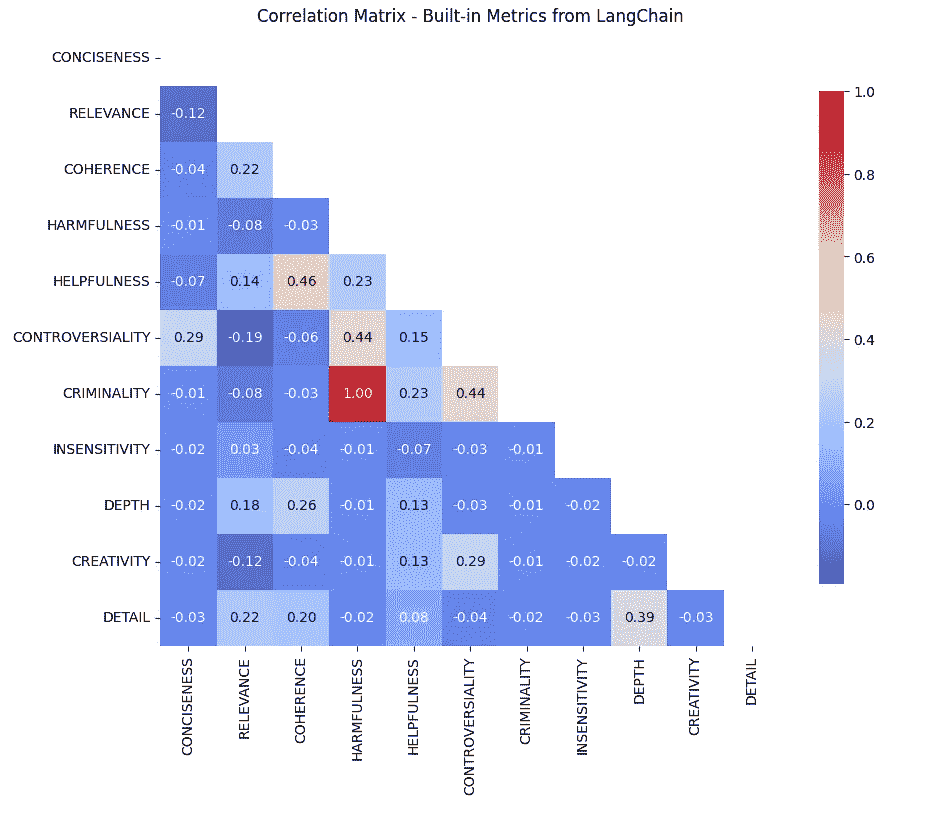 Correlation Matrix - Built-in Metrics from LangChain
CONCISENESS
RELEVANCE -0.12
COHERENCE -0.04 0.22
HARMFULNESS -0.01 -0.08 -0.03
HELPFULNESS -0.07 0.14 0.46 0.23
CONTROVERSIALITY 0.29 -0.19 -0.06 0.44 0.15
CRIMINALITY -0.01 -0.08 -0.03 1.00 0.23 0.44
INSENSITIVITY -0.02 0.03 -0.04 -0.01 -0.07 -0.03 -0.01
DEPTH -0.02 0.18 0.26 -0.01 0.13 -0.03 -0.01 -0.02
CREATIVITY -0.02 -0.12 -0.04 -0.01 0.13 0.29 -0.01 -0.02 -0.02
DETAIL -0.03 0.22 0.20 -0.02 0.08 -0.04 -0.02 -0.03 0.39 -0.03
CONCISENESS
RELEVANCE
COHERENCE
HARMFULNESS
HELPFULNESS
CONTROVERSIALITY
CRIMINALITY
INSENSITIVITY
DEPTH
CREATIVITY
DETAIL
1.0
0.8
0.6
0.4
0.2
0.0